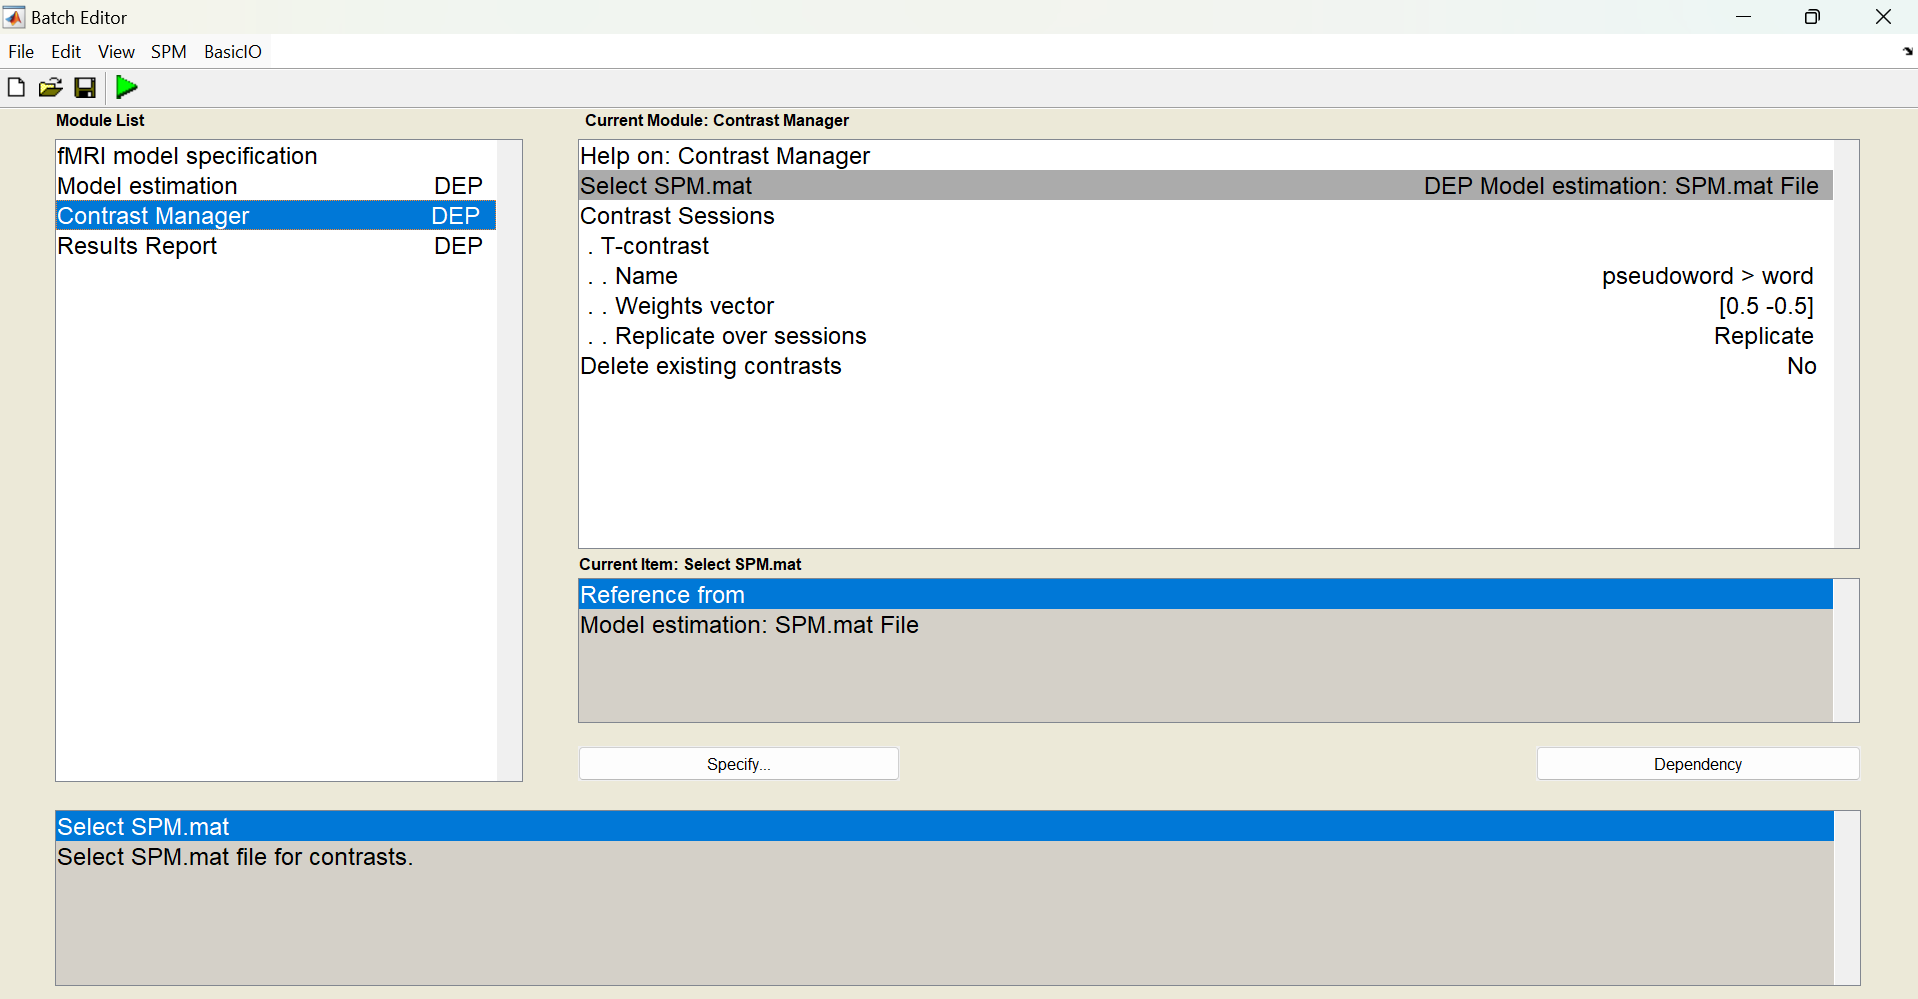 Batch Editor
File Edit View SPM BasicIO
Module List
fMRI model specification
Model estimation DEP
Contrast Manager DEP
Results Report DEP
Current Module: Contrast Manager
Help on: Contrast Manager
Select SPM.mat DEP Model estimation: SPM.mat File
Contrast Sessions
. T-contrast
. . Name pseudoword > word
. . Weights vector [0.5 -0.5]
. . Replicate over sessions Replicate
Delete existing contrasts No
Current Item: Select SPM.mat
Reference from
Model estimation: SPM.mat File
Specify... Dependency
Select SPM.mat
Select SPM.mat file for contrasts.